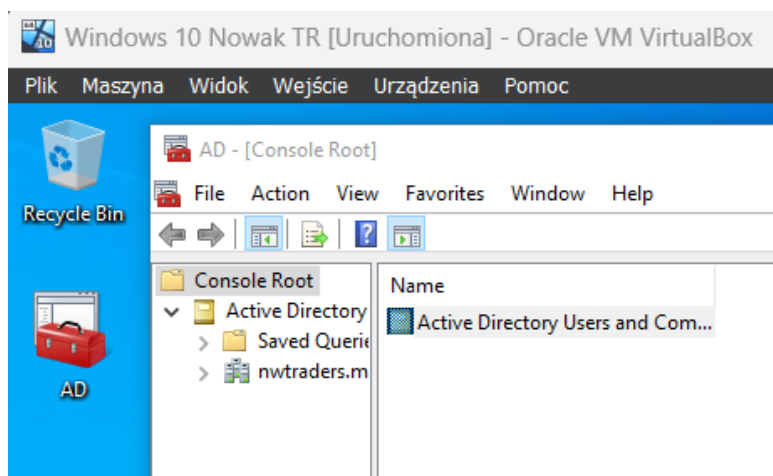 Windows 10 Nowak TR [Uruchomiona] - Oracle VM VirtualBox
Plik Maszyna Widok Wejście Urządzenia Pomoc
Recycle Bin
AD
AD - [Console Root]
File Action View Favorites Window Help
Console Root
Active Directory
Saved Querie
nwtraders.m
Name
Active Directory Users and Com...